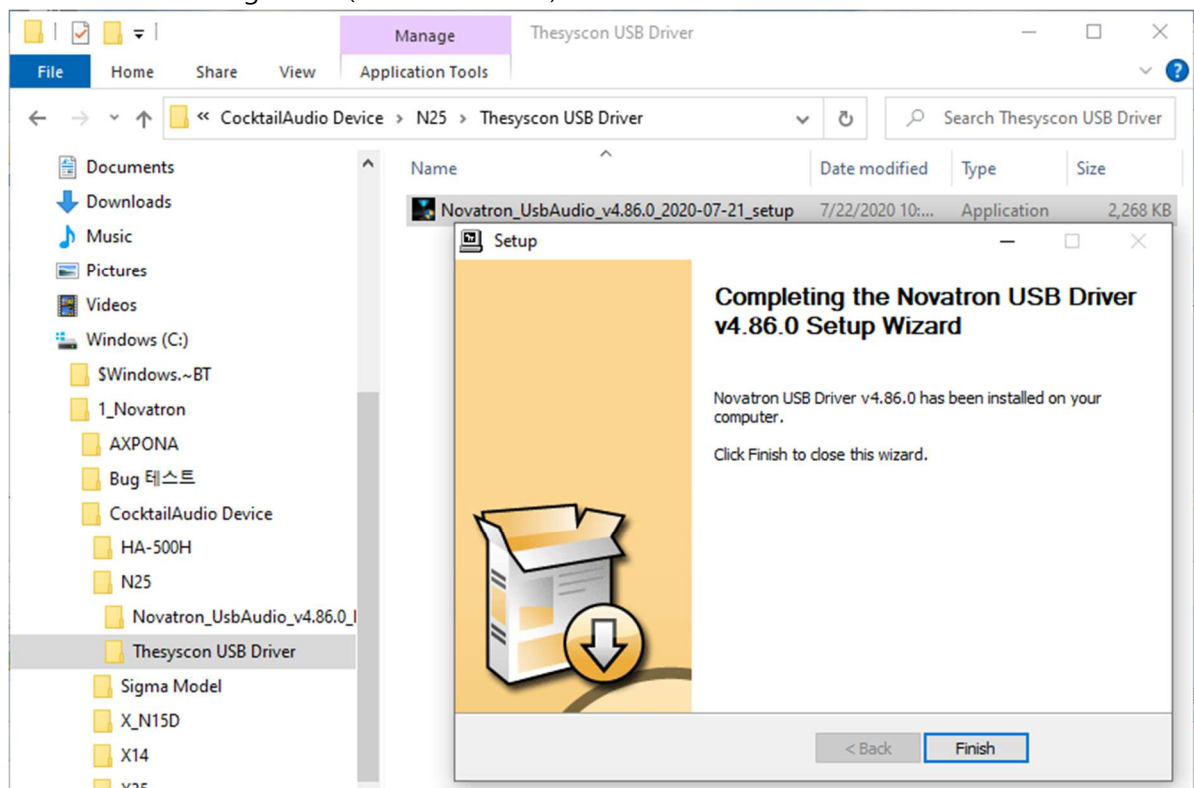 Manage
Thesyscon USB Driver
File
Home
Share
View
Application Tools
« CocktailAudio Device > N25 > Thesyscon USB Driver
Search Thesyscon USB Driver
Documents
Downloads
Music
Pictures
Videos
Windows (C:)
$Windows.~BT
1_Novatron
AXPONA
Bug 테스트
CocktailAudio Device
HA-500H
N25
Novatron_UsbAudio_v4.86.0_
Thesyscon USB Driver
Sigma Model
X_N15D
X14
Name
Date modified
Type
Size
Novatron_UsbAudio_v4.86.0_2020-07-21_setup
7/22/2020 10:...
Application
2,268 KB
Setup
Completing the Novatron USB Driver
v4.86.0 Setup Wizard
Novatron USB Driver v4.86.0 has been installed on your
computer.
Click Finish to close this wizard.
< Back
Finish